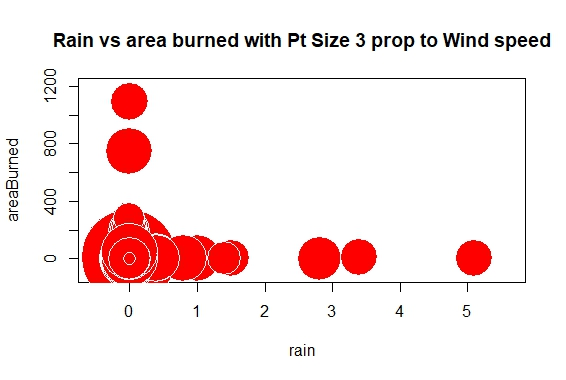 Rain vs area burned with Pt Size 3 prop to Wind speed
areaBurned
1200
800
400
0
0 1 2 3 4 5
rain